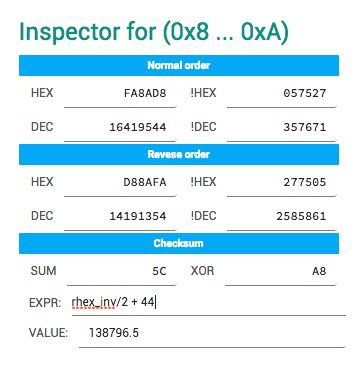 Inspector for (0x8 ... 0xA)
Normal order
HEX FA8AD8 !HEX 057527
DEC 16419544 !DEC 357671
Revese order
HEX D88AFA !HEX 277505
DEC 14191354 !DEC 2585861
Checksum
SUM 5C XOR A8
EXPR: rhex_inv/2 + 44
VALUE: 138796.5